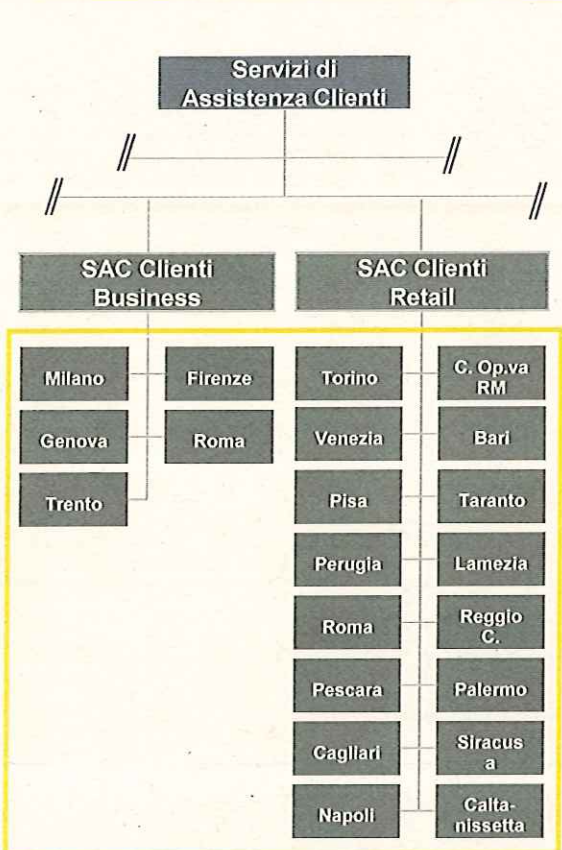 Servizi di
Assistenza Clienti
SAC Clienti
Business
SAC Clienti
Retail
Milano
Firenze
Genova
Roma
Trento
Torino
C. Op.va
RM
Venezia
Bari
Pisa
Taranto
Perugia
Lamezia
Roma
Reggio
C.
Pescara
Palermo
Cagliari
Siracus
a
Napoli
Calta-
nissetta